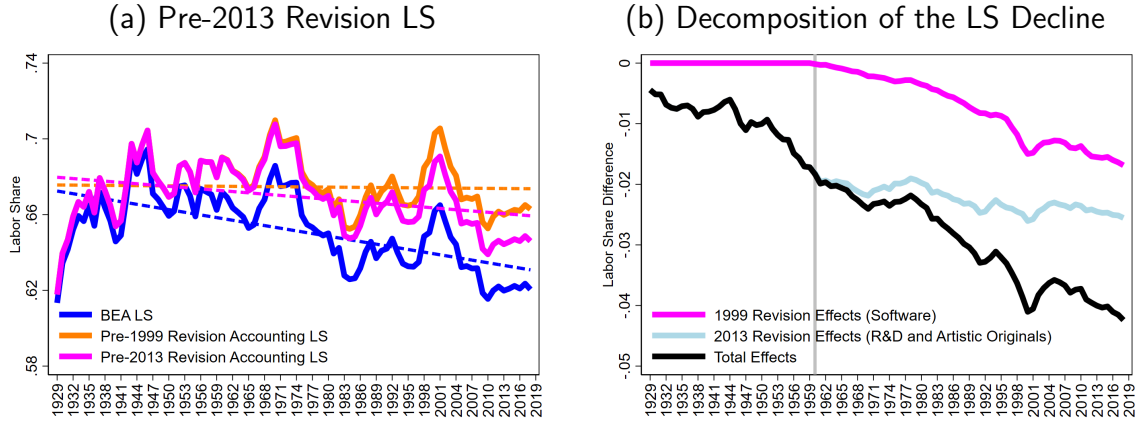 (a) Pre-2013 Revision LS
Labor Share
.74
.7
.66
.62
.58
BEA LS
Pre-1999 Revision Accounting LS
Pre-2013 Revision Accounting LS
1929 1932 1935 1938 1941 1944 1947 1950 1953 1956 1959 1962 1965 1968 1971 1974 1977 1980 1983 1986 1989 1992 1995 1998 2001 2004 2007 2010 2013 2016 2019
(b) Decomposition of the LS Decline
Labor Share Difference
0
-.01
-.02
-.03
-.04
-.05
1999 Revision Effects (Software)
2013 Revision Effects (R&D and Artistic Originals)
Total Effects
1929 1932 1935 1938 1941 1944 1947 1950 1953 1956 1959 1962 1965 1968 1971 1974 1977 1980 1983 1986 1989 1992 1995 1998 2001 2004 2007 2010 2013 2016 2019